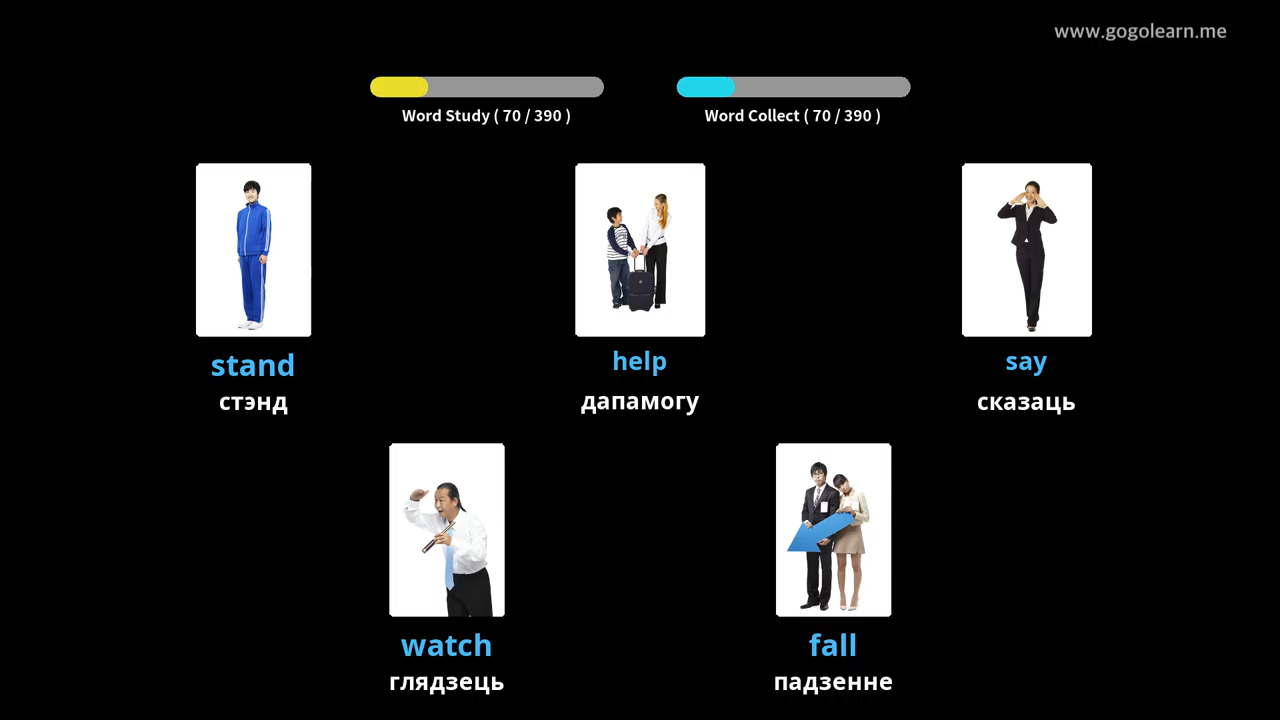 www.gogolearn.me
Word Study ( 70 / 390 )
Word Collect ( 70 / 390 )
stand
стэнд
help
дапамогу
say
сказаць
watch
глядзець
fall
падзенне